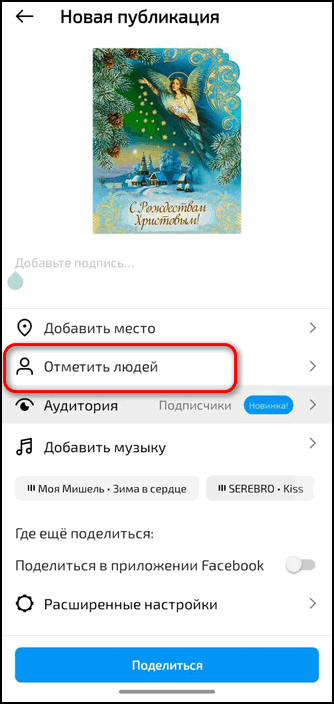 Новая публикация
С Рождеством
Христовым!
Добавьте подпись...
Добавить место
Отметить людей
Аудитория Подписчики Новинка!
Добавить музыку
Моя Мишель • Зима в сердце SEREBRO • Kiss
Где ещё поделиться:
Поделиться в приложении Facebook
Расширенные настройки
Поделиться